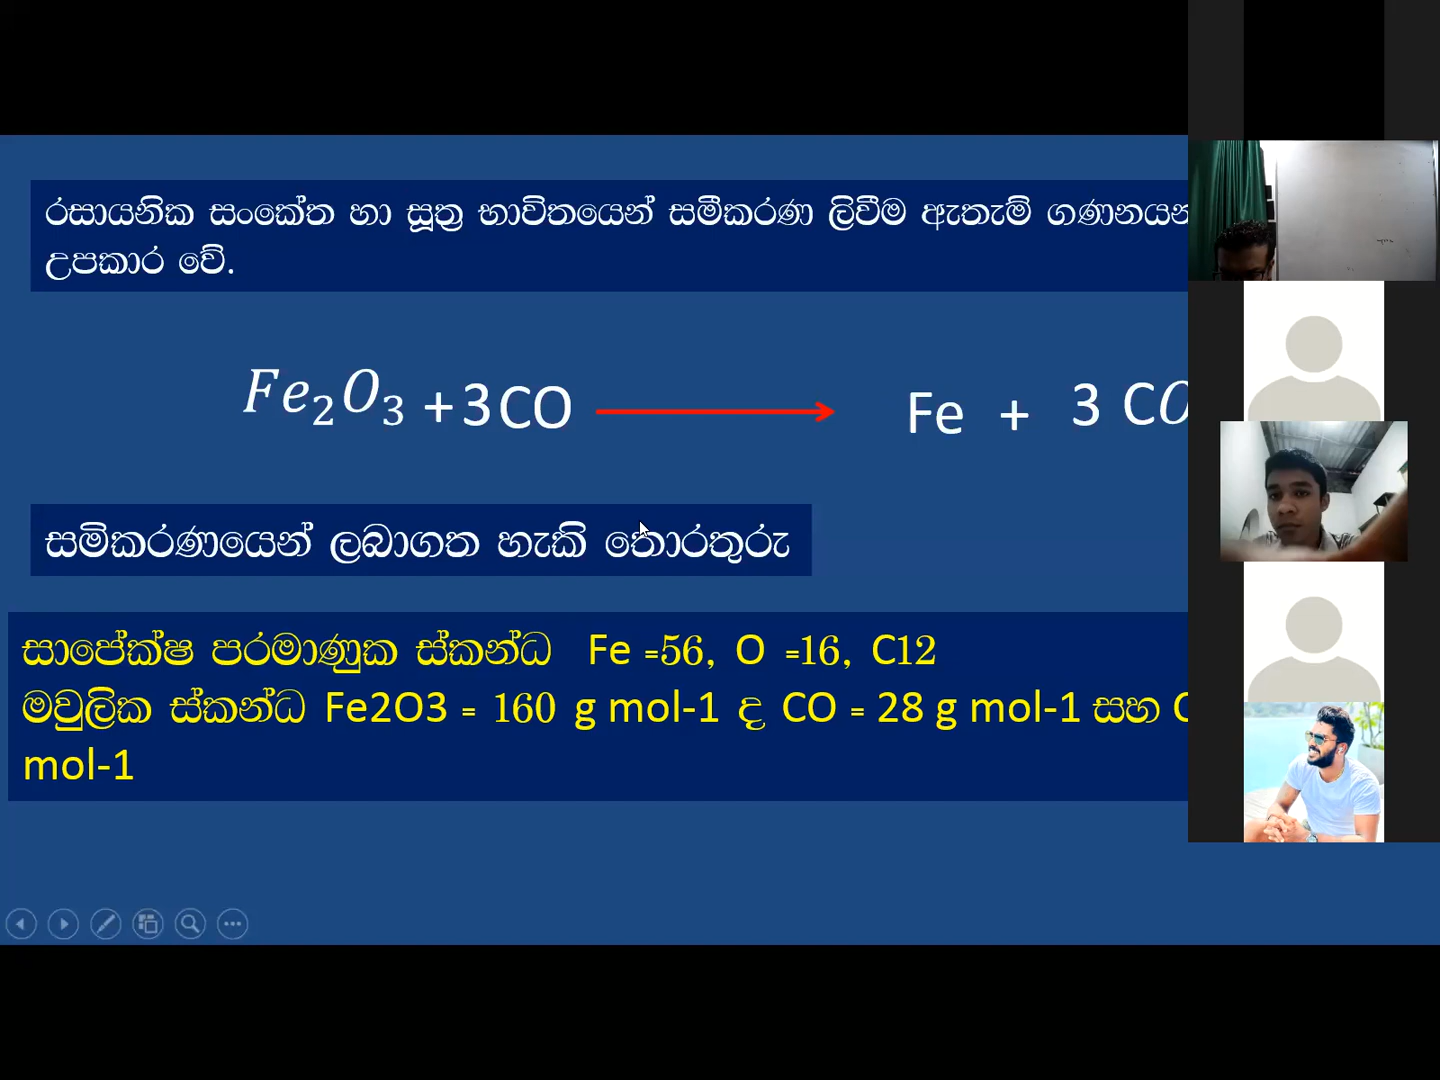 රසායනික සංකේත හා සූත්‍ර භාවිතයෙන් සමීකරණ ලිවීම ඇතැම්
උපකාර වේ.
Fe₂O₃ + 3CO → Fe + 3 CO
සමිකරණයෙන් ලබාගත හැකි තොරතුරු
සාපේක්ෂ පරමාණුක ස්කන්ධ Fe =56, O =16, C12
මවුලික ස්කන්ධ Fe2O3 = 160 g mol-1 ද CO = 28 g mol-1 සහ
mol-1